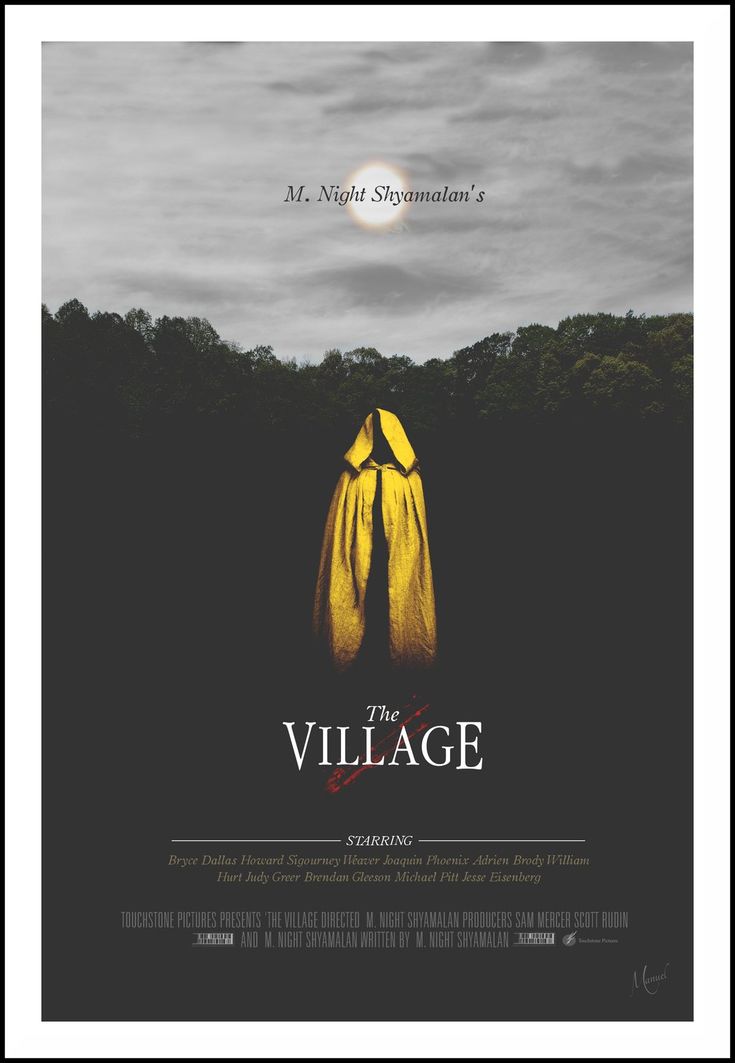 M. Night Shyamalan's
The
VILLAGE
STARRING
Bryce Dallas Howard Sigourney Weaver Joaquin Phoenix Adrien Brody William
Hurt Judy Greer Brendan Gleeson Michael Pitt Jesse Eisenberg
TOUCHSTONE PICTURES PRESENTS 'THE VILLAGE DIRECTED M. NIGHT SHYAMALAN PRODUCERS SAM MERCER SCOTT RUDIN
AND M. NIGHT SHYAMALAN WRITTEN BY M. NIGHT SHYAMALAN Touchstone Pictures
Manuel